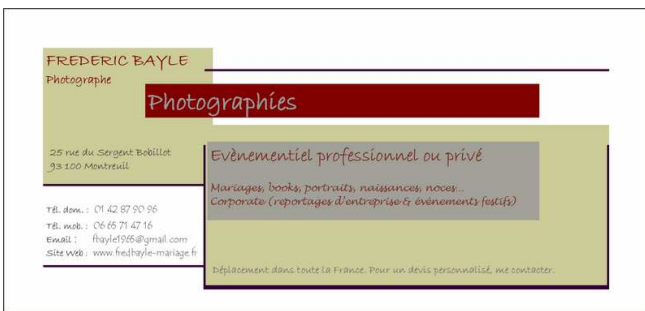 FREDERIC BAYLE
Photographe
Photographies
25 rue du Sergent Bobillot
93 100 Montreuil
Tél. dom. : 01 42 87 90 96
Tél. mob. : 06 65 71 47 16
Email : fbayle1965@gmail.com
Site Web : www.fredbayle-mariage.fr
Evènementiel professionnel ou privé
Mariages, books, portraits, naissances, noces...
Corporate (reportages d'entreprise & évènements festifs)
Déplacement dans toute la France. Pour un devis personnalisé, me contacter.